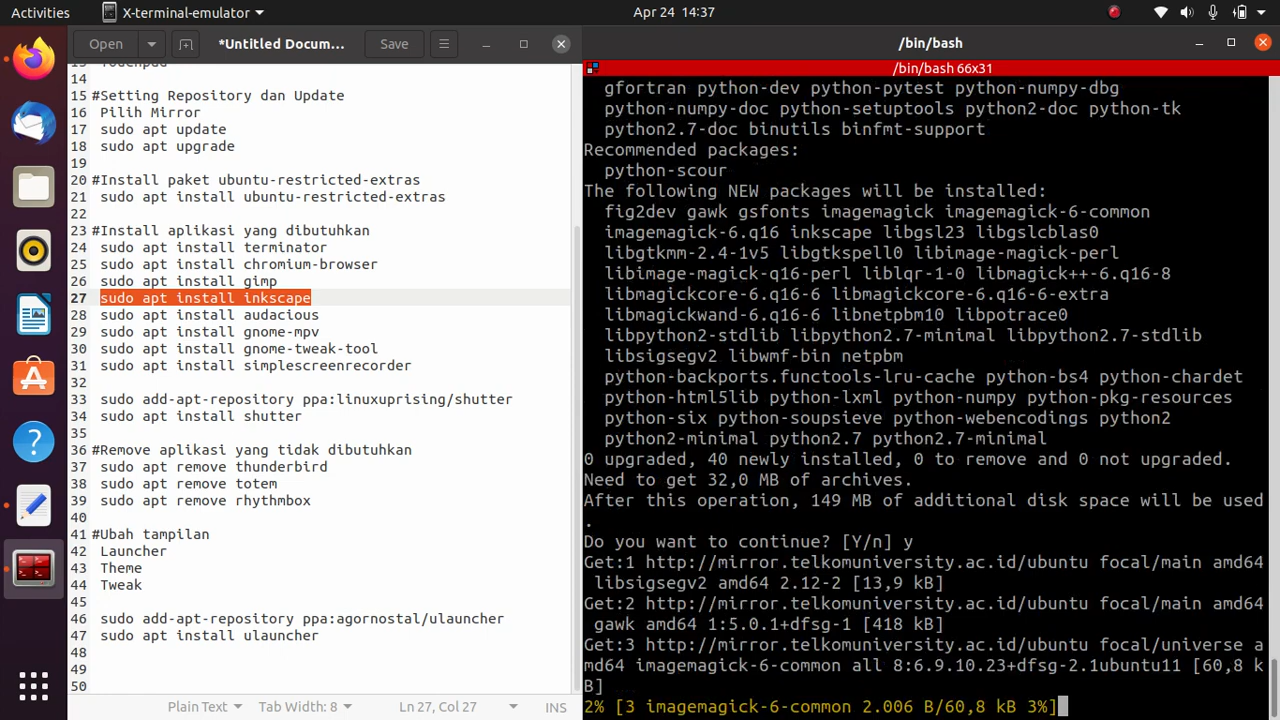 Activities
X-terminal-emulator
Apr 24 14:37
Open
*Untitled Docum...
Save
14
15 #Setting Repository dan Update
16 Pilih Mirror
17 sudo apt update
18 sudo apt upgrade
19
20 #Install paket ubuntu-restricted-extras
21 sudo apt install ubuntu-restricted-extras
22
23 #Install aplikasi yang dibutuhkan
24 sudo apt install terminator
25 sudo apt install chromium-browser
26 sudo apt install gimp
27 sudo apt install inkscape
28 sudo apt install audacious
29 sudo apt install gnome-mpv
30 sudo apt install gnome-tweak-tool
31 sudo apt install simplescreenrecorder
32
33 sudo add-apt-repository ppa:linuxuprising/shutter
34 sudo apt install shutter
35
36 #Remove aplikasi yang tidak dibutuhkan
37 sudo apt remove thunderbird
38 sudo apt remove totem
39 sudo apt remove rhythmbox
40
41 #Ubah tampilan
42 Launcher
43 Theme
44 Tweak
45
46 sudo add-apt-repository ppa:agornostal/ulauncher
47 sudo apt install ulauncher
48
49
50
Plain Text
Tab Width: 8
Ln 27, Col 27
INS
/bin/bash
/bin/bash 66x31
gfortran python-dev python-pytest python-numpy-dbg
python-numpy-doc python-setuptools python2-doc python-tk
python2.7-doc binutils binfmt-support
Recommended packages:
python-scour
The following NEW packages will be installed:
fig2dev gawk gsfonts imagemagick imagemagick-6-common
imagemagick-6.q16 inkscape libgsl23 libgslcblas0
libgtkmm-2.4-1v5 libgtkspell0 libimage-magick-perl
libimage-magick-q16-perl liblqr-1-0 libmagick++-6.q16-8
libmagickcore-6.q16-6 libmagickcore-6.q16-6-extra
libmagickwand-6.q16-6 libnetpbm10 libpotrace0
libpython2-stdlib libpython2.7-minimal libpython2.7-stdlib
libsigsegv2 libwmf-bin netpbm
python-backports.functools-lru-cache python-bs4 python-chardet
python-html5lib python-lxml python-numpy python-pkg-resources
python-six python-soupsieve python-webencodings python2
python2-minimal python2.7 python2.7-minimal
0 upgraded, 40 newly installed, 0 to remove and 0 not upgraded.
Need to get 32,0 MB of archives.
After this operation, 149 MB of additional disk space will be used
.
Do you want to continue? [Y/n] y
Get:1 http://mirror.telkomuniversity.ac.id/ubuntu focal/main amd64
libsigsegv2 amd64 2.12-2 [13,9 kB]
Get:2 http://mirror.telkomuniversity.ac.id/ubuntu focal/main amd64
gawk amd64 1:5.0.1+dfsg-1 [418 kB]
Get:3 http://mirror.telkomuniversity.ac.id/ubuntu focal/universe a
md64 imagemagick-6-common all 8:6.9.10.23+dfsg-2.1ubuntu11 [60,8 k
B]
2% [3 imagemagick-6-common 2.006 B/60,8 kB 3%]